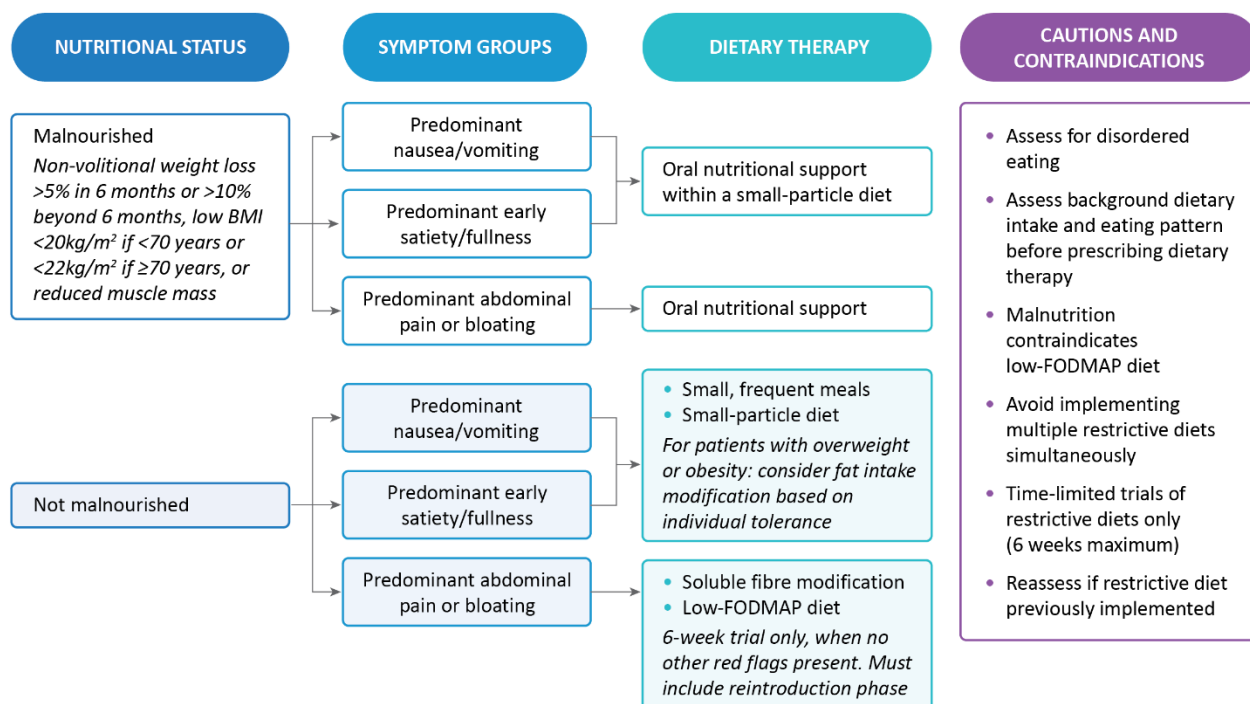 NUTRITIONAL STATUS
SYMPTOM GROUPS
DIETARY THERAPY
CAUTIONS AND
CONTRAINDICATIONS
Malnourished
Non-volitional weight loss
>5% in 6 months or >10%
beyond 6 months, low BMI
<20kg/m² if <70 years or
<22kg/m² if ≥70 years, or
reduced muscle mass
Predominant
nausea/vomiting
Predominant early
satiety/fullness
Predominant abdominal
pain or bloating
Oral nutritional support
within a small-particle diet
Oral nutritional support
Not malnourished
Predominant
nausea/vomiting
Predominant early
satiety/fullness
Predominant abdominal
pain or bloating
• Small, frequent meals
• Small-particle diet
For patients with overweight
or obesity: consider fat intake
modification based on
individual tolerance
• Soluble fibre modification
• Low-FODMAP diet
6-week trial only, when no
other red flags present. Must
include reintroduction phase
• Assess for disordered
eating
• Assess background dietary
intake and eating pattern
before prescribing dietary
therapy
• Malnutrition
contraindicates
low-FODMAP diet
• Avoid implementing
multiple restrictive diets
simultaneously
• Time-limited trials of
restrictive diets only
(6 weeks maximum)
• Reassess if restrictive diet
previously implemented